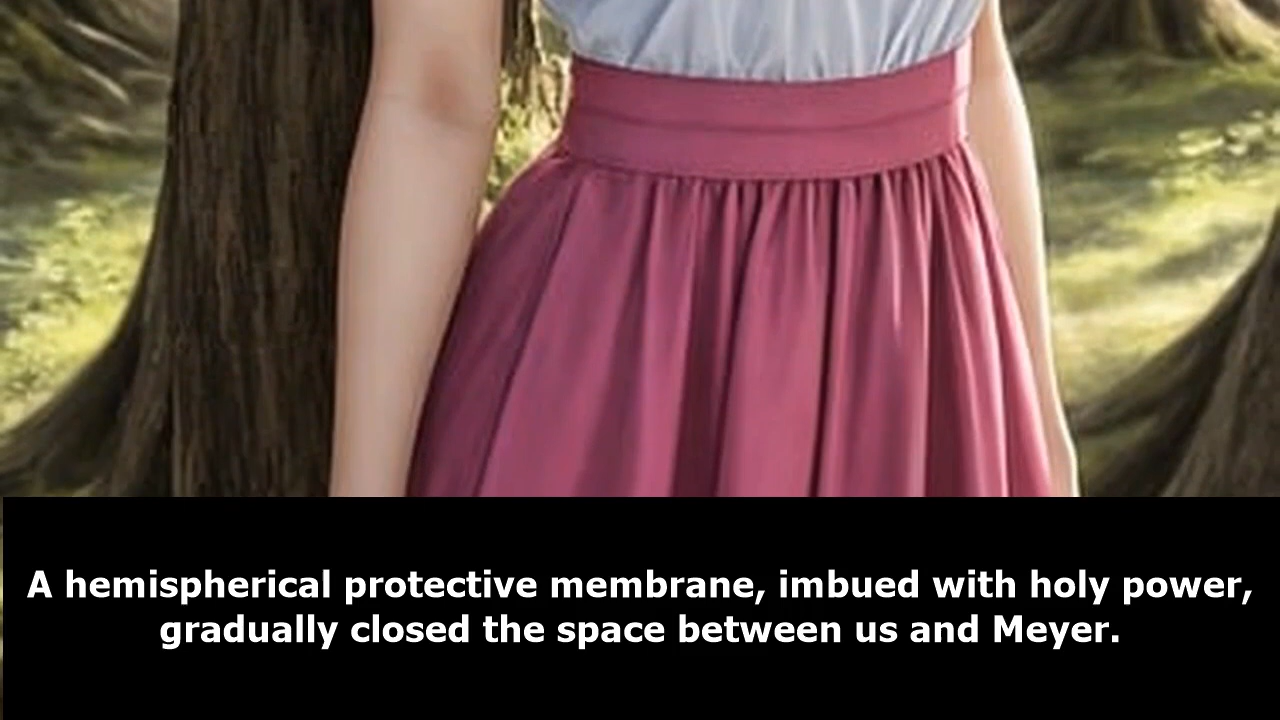 A hemispherical protective membrane, imbued with holy power,
gradually closed the space between us and Meyer.